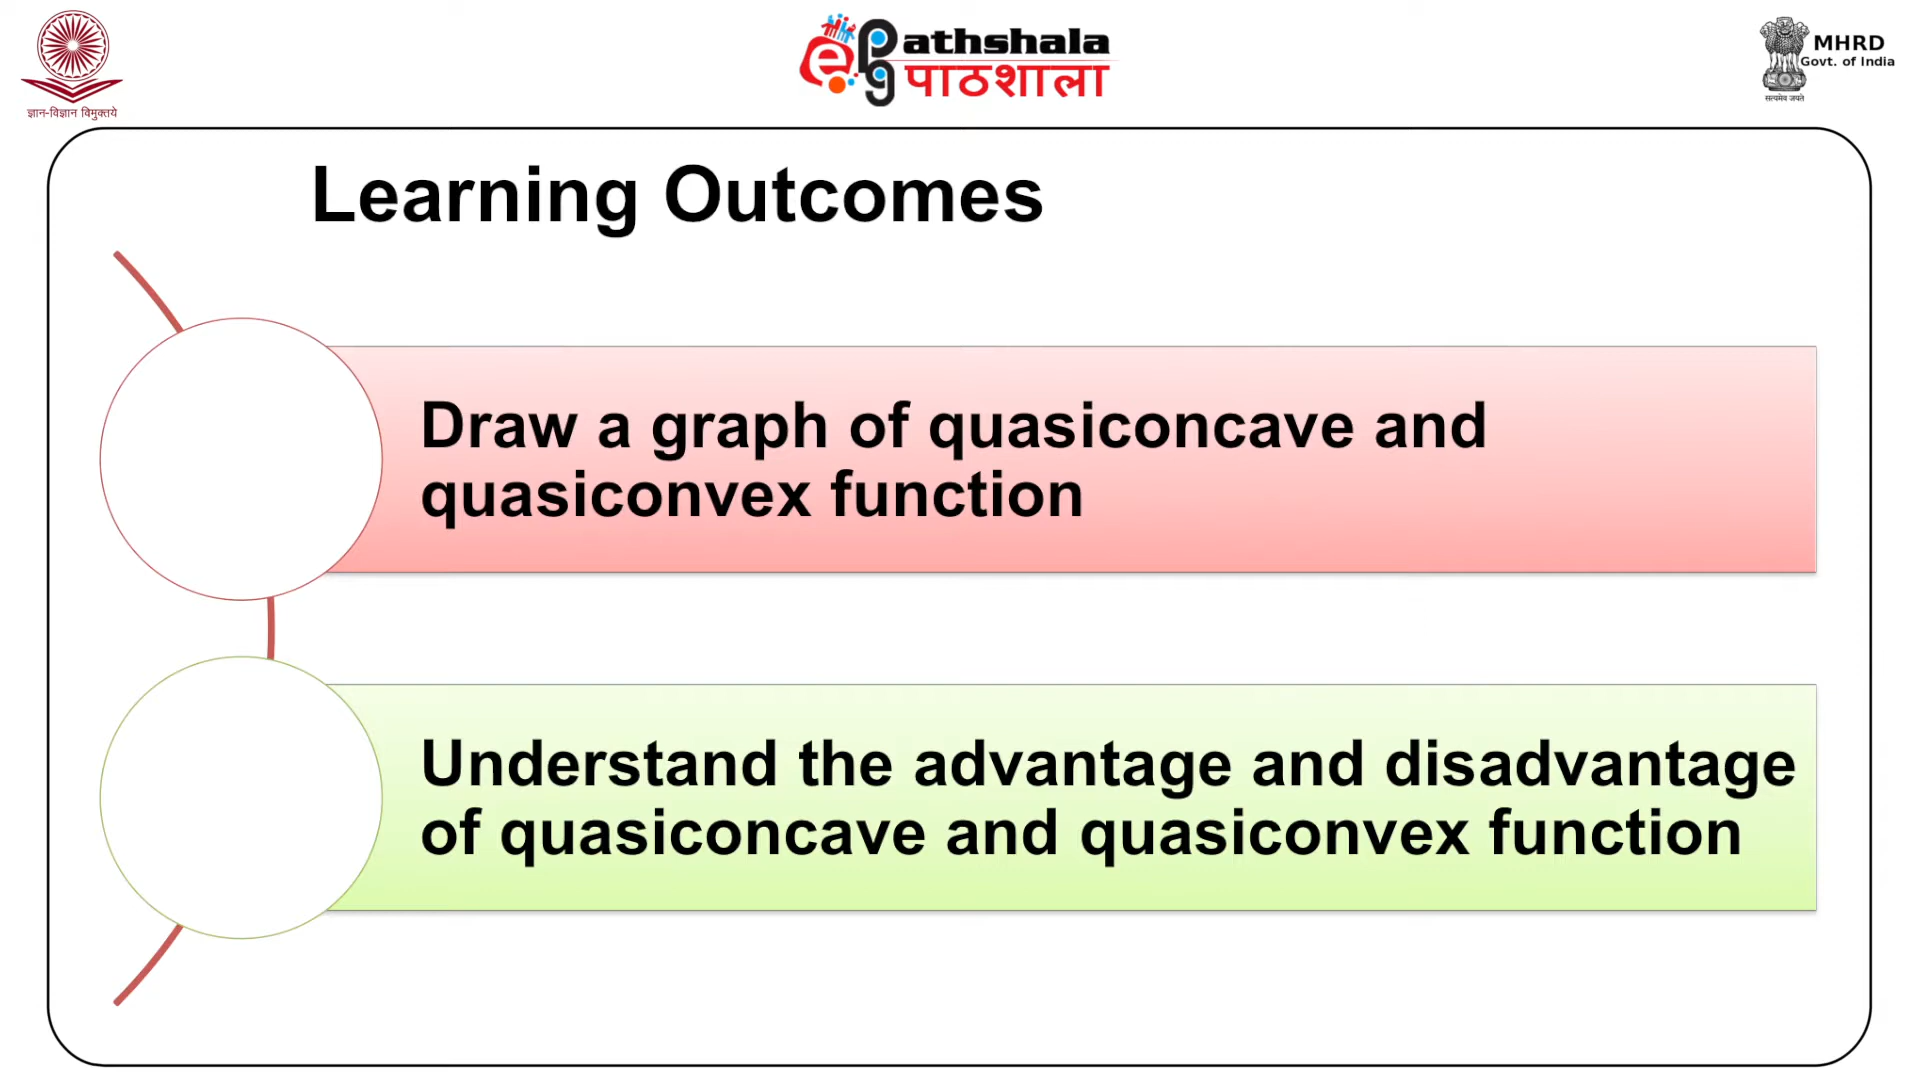 ज्ञान-विज्ञान विमुक्तये
e pg athshala
पाठशाला
MHRD
Govt. of India
सत्यमेव जयते
Learning Outcomes
Draw a graph of quasiconcave and
quasiconvex function
Understand the advantage and disadvantage
of quasiconcave and quasiconvex function